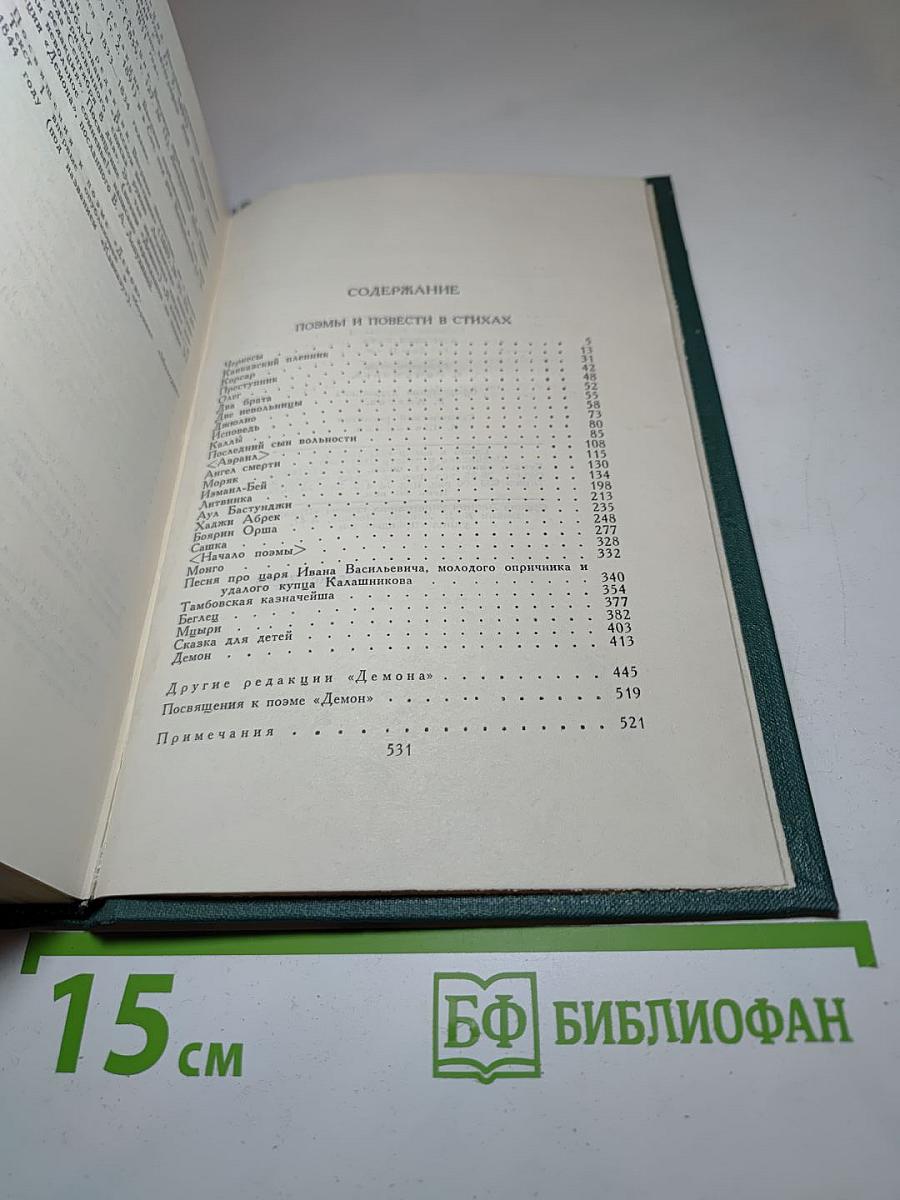 СОДЕРЖАНИЕ
ПОЭМЫ И ПОВЕСТИ В СТИХАХ
Черкесы . . . . . . . . . . . . . . . 5
Кавказский пленник . . . . . . . . . . . . 13
Корсар . . . . . . . . . . . . . . . 31
Преступник . . . . . . . . . . . . . . 42
Олег . . . . . . . . . . . . . . . . 48
Два брата . . . . . . . . . . . . . . 52
Две невольницы . . . . . . . . . . . . . 55
Джюлио . . . . . . . . . . . . . . . 58
Исповедь . . . . . . . . . . . . . . . 73
Каллы . . . . . . . . . . . . . . . . 80
Последний сын вольности . . . . . . . . . . 85
<Азраил> . . . . . . . . . . . . . . . 108
Ангел смерти . . . . . . . . . . . . . . 115
Моряк . . . . . . . . . . . . . . . . 130
Измаил-Бей . . . . . . . . . . . . . . 134
Литвинка . . . . . . . . . . . . . . . 198
Аул Бастунджи . . . . . . . . . . . . . 213
Хаджи Абрек . . . . . . . . . . . . . . 235
Боярин Орша . . . . . . . . . . . . . . 248
Сашка . . . . . . . . . . . . . . . . 277
<Начало поэмы> . . . . . . . . . . . . . 328
Монго . . . . . . . . . . . . . . . . 332
Песня про царя Ивана Васильевича, молодого опричника и
удалого купца Калашникова . . . . . . . . 340
Тамбовская казначейша . . . . . . . . . . . 354
Беглец . . . . . . . . . . . . . . . . 377
Мцыри . . . . . . . . . . . . . . . . 382
Сказка для детей . . . . . . . . . . . . . 403
Демон . . . . . . . . . . . . . . . . 413
Другие редакции «Демона» . . . . . . . . . 445
Посвящения к поэме «Демон» . . . . . . . . . 519
Примечания . . . . . . . . . . . . . . 521
531
15 см
БФ БИБЛИОФАН